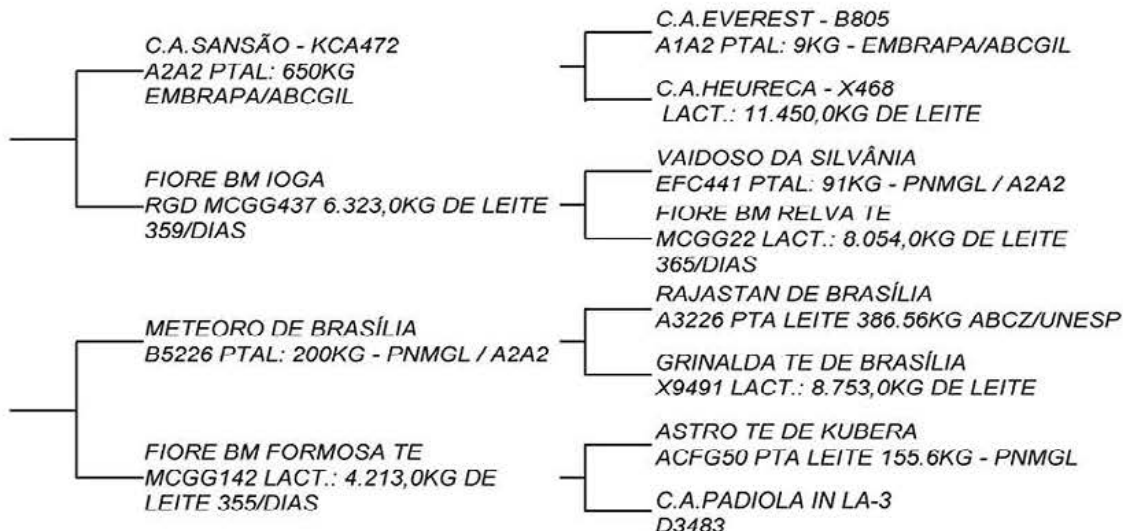 C.A.SANSÃO - KCA472
A2A2 PTAL: 650KG
EMBRAPA/ABCGIL
FIORE BM IOGA
RGD MCGG437 6.323,0KG DE LEITE
359/DIAS
METEORO DE BRASÍLIA
B5226 PTAL: 200KG - PNMGL / A2A2
FIORE BM FORMOSA TE
MCGG142 LACT.: 4.213,0KG DE
LEITE 355/DIAS
C.A.EVEREST - B805
A1A2 PTAL: 9KG - EMBRAPA/ABCGIL
C.A.HEURECA - X468
LACT.: 11.450,0KG DE LEITE
VAIDOSO DA SILVÂNIA
EFC441 PTAL: 91KG - PNMGL / A2A2
FIORE BM RELVA TE
MCGG22 LACT.: 8.054,0KG DE LEITE
365/DIAS
RAJASTAN DE BRASÍLIA
A3226 PTA LEITE 386.56KG ABCZ/UNESP
GRINALDA TE DE BRASÍLIA
X9491 LACT.: 8.753,0KG DE LEITE
ASTRO TE DE KUBERA
ACFG50 PTA LEITE 155.6KG - PNMGL
C.A.PADIOLA IN LA-3
D3483